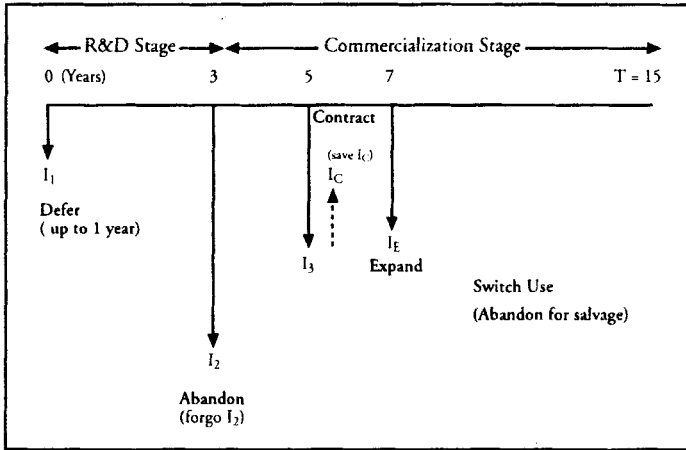 R&D Stage Commercialization Stage
0 (Years) 3 5 7 T = 15
Contract
(save I_C)
I_1 I_C
Defer
( up to 1 year)
I_3 I_E
Expand
Switch Use
(Abandon for salvage)
I_2
Abandon
(forgo I_2)